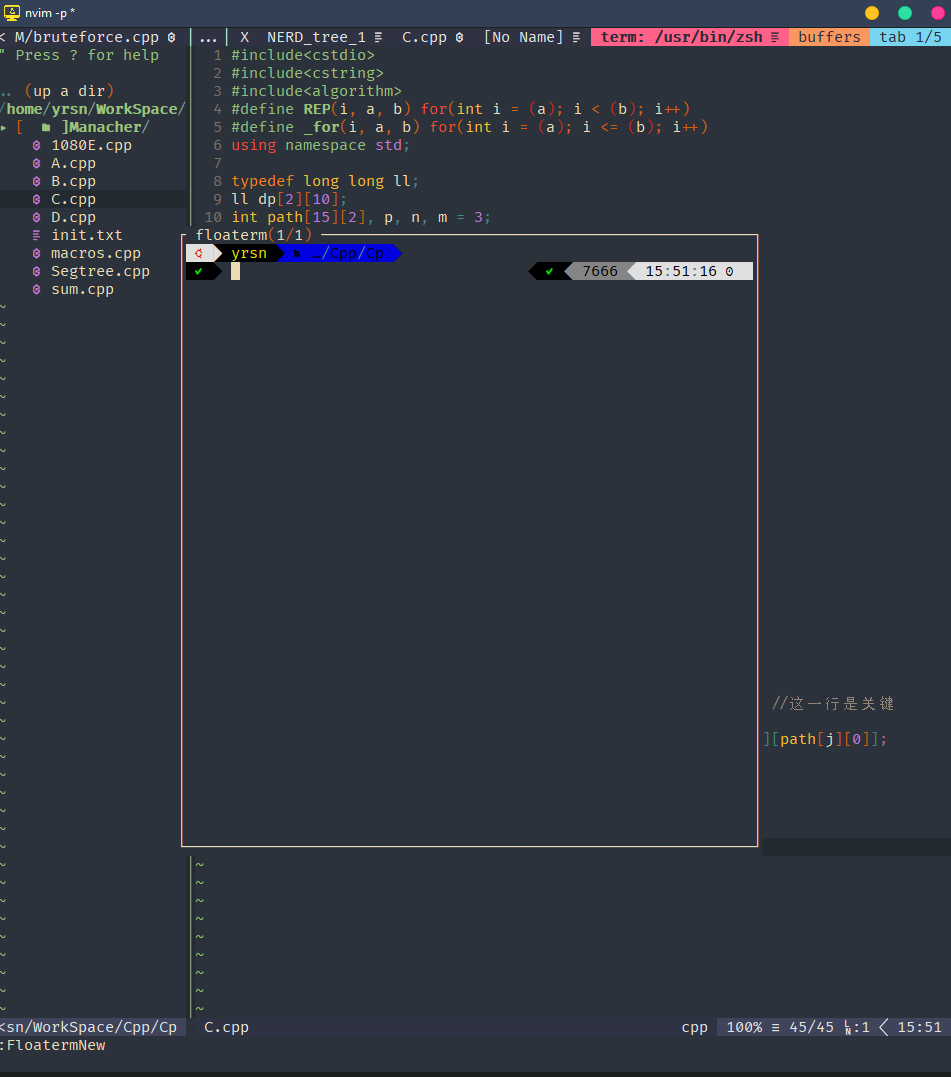 nvim -p *
< M/bruteforce.cpp ... X NERD_tree_1 C.cpp [No Name] term: /usr/bin/zsh buffers tab 1/5
" Press ? for help
.. (up a dir)
/home/yrsn/WorkSpace/
▸ [ ]Manacher/
1080E.cpp
A.cpp
B.cpp
C.cpp
D.cpp
init.txt
macros.cpp
Segtree.cpp
sum.cpp
1 #include<cstdio>
2 #include<cstring>
3 #include<algorithm>
4 #define REP(i, a, b) for(int i = (a); i < (b); i++)
5 #define _for(i, a, b) for(int i = (a); i <= (b); i++)
6 using namespace std;
7
8 typedef long long ll;
9 ll dp[2][10];
10 int path[15][2], p, n, m = 3;
floaterm(1/1)
yrsn …/Cpp/Cp
✔ ✔ 7666 15:51:16
//这一行是关键
][path[j][0]];
<sn/WorkSpace/Cpp/Cp C.cpp cpp 100% ≡ 45/45 :1 15:51
:FloatermNew